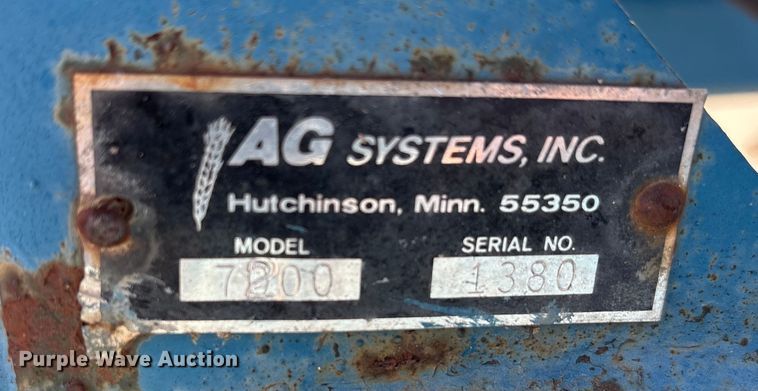 AG SYSTEMS, INC.
Hutchinson, Minn. 55350
MODEL
7200
SERIAL NO.
1380
Purple Wave Auction